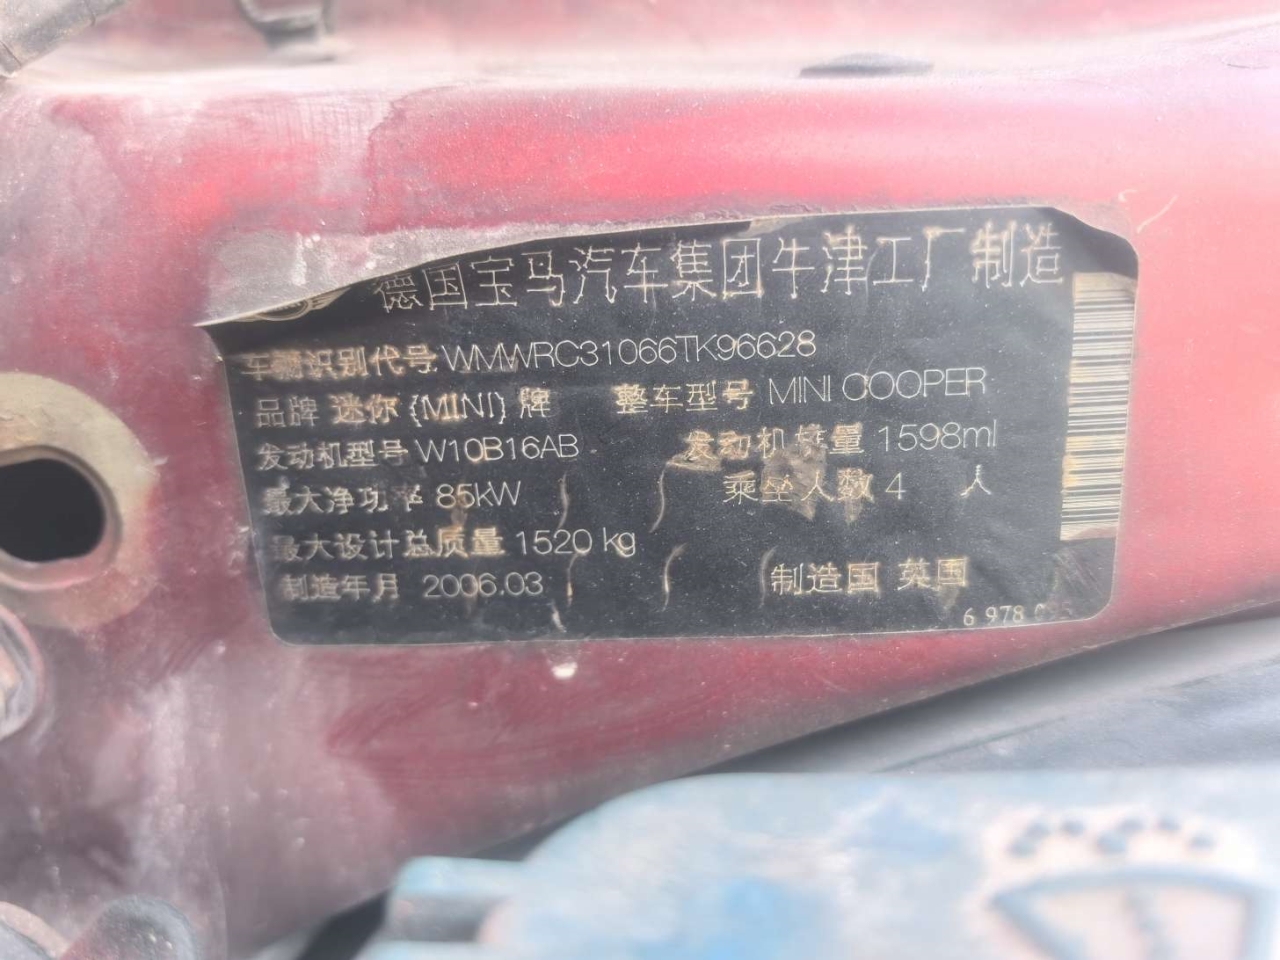 德国宝马汽车集团牛津工厂制造
车辆识别代号 WMWRC31066TK96628
品牌 迷你 {MINI} 牌 整车型号 MINI COOPER
发动机型号 W10B16AB 发动机排量 1598ml
最大净功率 85kW 乘坐人数 4 人
最大设计总质量 1520 kg
制造年月 2006.03 制造国 英国
6 978